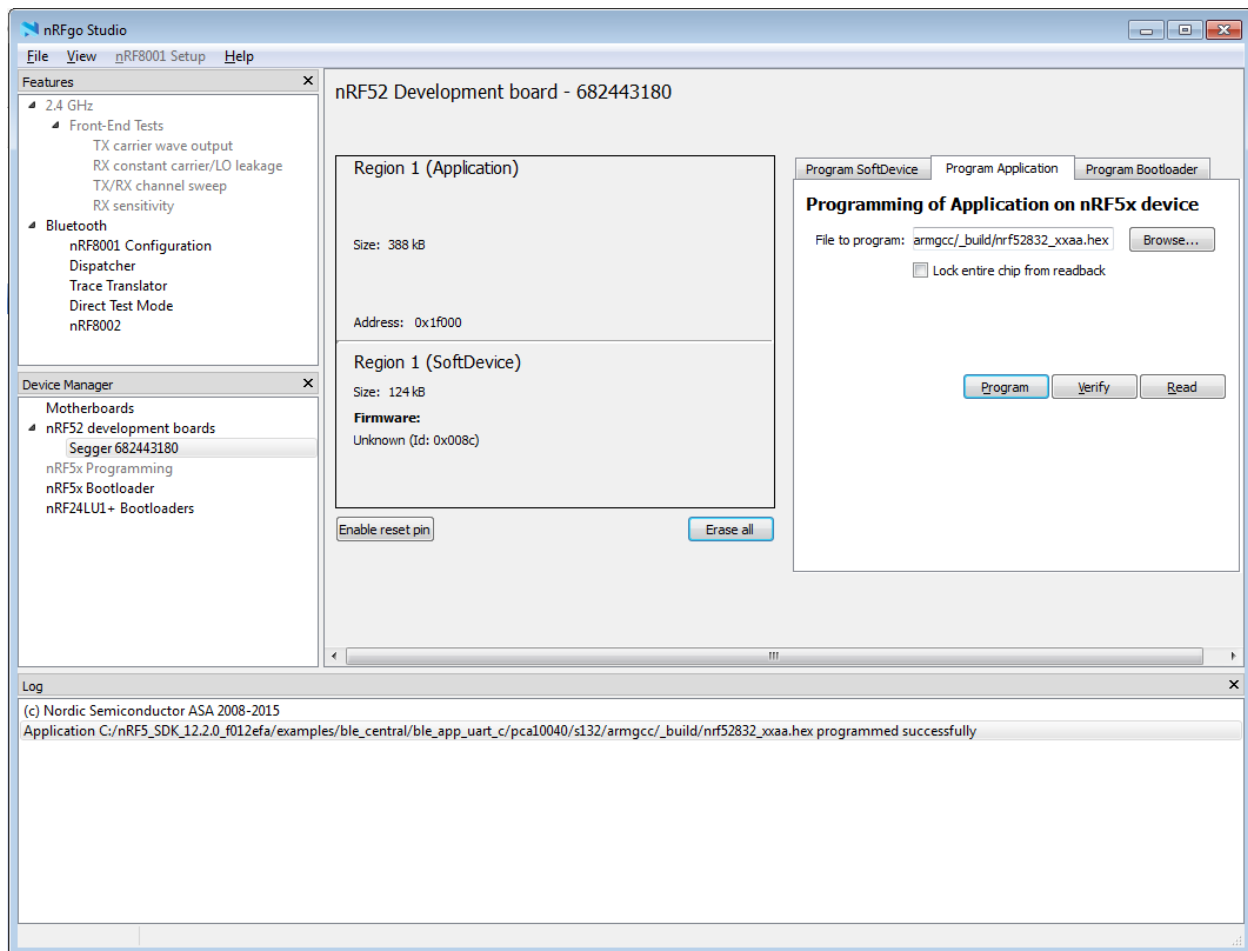 nRFgo Studio
File View nRF8001 Setup Help
Features
2.4 GHz
Front-End Tests
TX carrier wave output
RX constant carrier/LO leakage
TX/RX channel sweep
RX sensitivity
Bluetooth
nRF8001 Configuration
Dispatcher
Trace Translator
Direct Test Mode
nRF8002
Device Manager
Motherboards
nRF52 development boards
Segger 682443180
nRF5x Programming
nRF5x Bootloader
nRF24LU1+ Bootloaders
nRF52 Development board - 682443180
Region 1 (Application)
Size: 388 kB
Address: 0x1f000
Region 1 (SoftDevice)
Size: 124 kB
Firmware:
Unknown (Id: 0x008c)
Enable reset pin Erase all
Program SoftDevice Program Application Program Bootloader
Programming of Application on nRF5x device
File to program: armgcc/_build/nrf52832_xxaa.hex Browse...
Lock entire chip from readback
Program Verify Read
Log
(c) Nordic Semiconductor ASA 2008-2015
Application C:/nRF5_SDK_12.2.0_f012efa/examples/ble_central/ble_app_uart_c/pca10040/s132/armgcc/_build/nrf52832_xxaa.hex programmed successfully